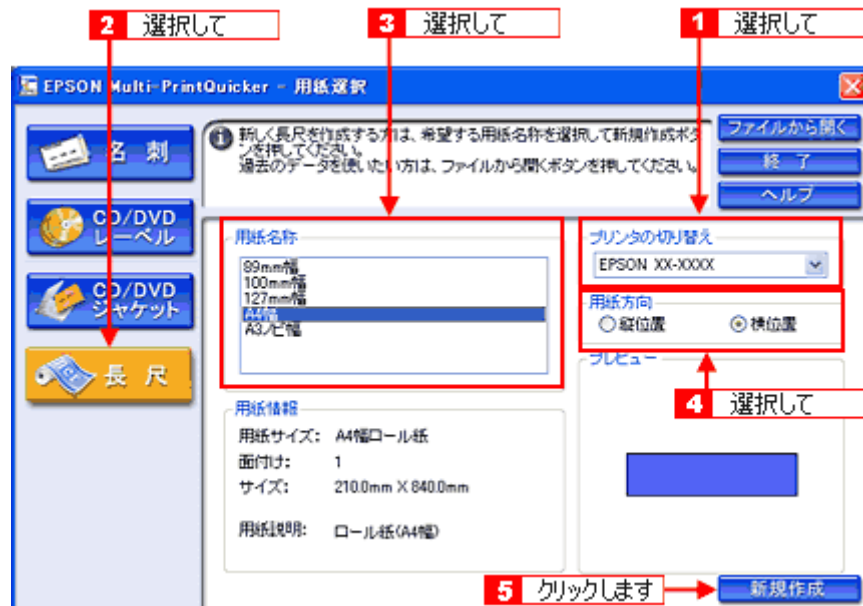 2 選択して
3 選択して
1 選択して
EPSON Multi-PrintQuicker - 用紙選択
名 刺
CD/DVD
レーベル
CD/DVD
ジャケット
長 尺
新しく長尺を作成する方は、希望する用紙名称を選択して新規作成ボタ
ンを押してください。
過去のデータを使いたい方は、ファイルから開くボタンを押してください。
ファイルから開く
終 了
ヘルプ
用紙名称
89mm幅
100mm幅
127mm幅
A4幅
A3ノビ幅
プリンタの切り替え
EPSON XX-XXXX
用紙方向
縦位置
横位置
プレビュー
4 選択して
用紙情報
用紙サイズ: A4幅ロール紙
面付け: 1
サイズ: 210.0mm X 840.0mm
用紙説明: ロール紙(A4幅)
5 クリックします
新規作成